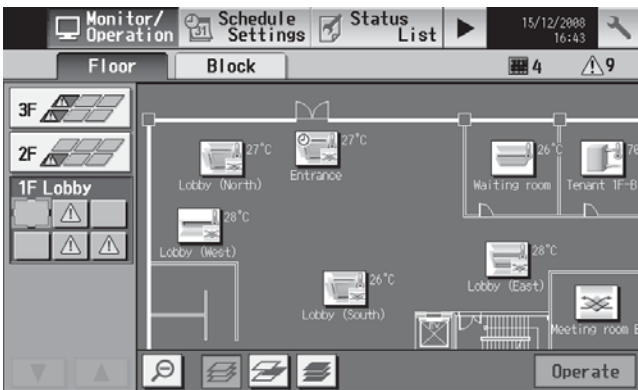 Monitor/
Operation
Schedule
Settings
31
Status
List
15/12/2008
16:43
Floor
Block
4
9
3F
2F
1F Lobby
27°C
Lobby (North)
27°C
Entrance
26°C
Waiting room
Tenant 1F-B
28°C
Lobby (West)
26°C
Lobby (South)
28°C
Lobby (East)
Meeting room
Operate